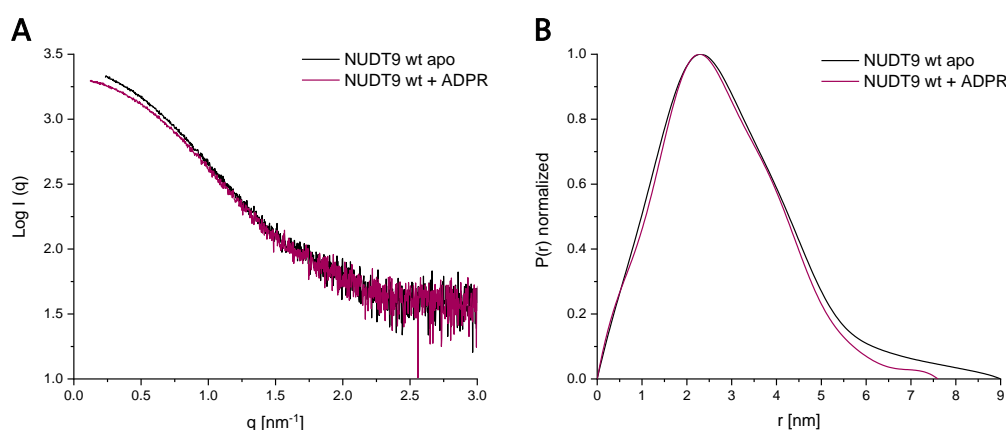 A
3.5
3.0
2.5
2.0
1.5
1.0
Log I (q)
NUDT9 wt apo
NUDT9 wt + ADPR
0.0 0.5 1.0 1.5 2.0 2.5 3.0
q [nm⁻¹]
B
1.0
0.8
0.6
0.4
0.2
0.0
P(r) normalized
NUDT9 wt apo
NUDT9 wt + ADPR
0 1 2 3 4 5 6 7 8 9
r [nm]